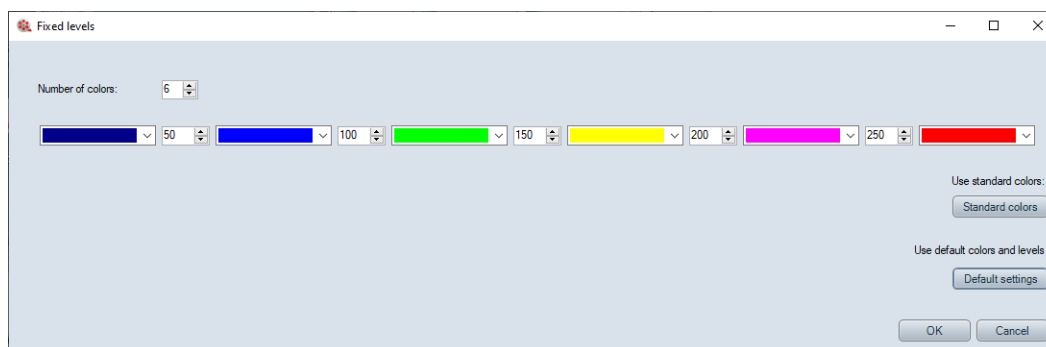 Fixed levels
Number of colors: 6
50 100 150 200 250
Use standard colors:
Standard colors
Use default colors and levels
Default settings
OK Cancel